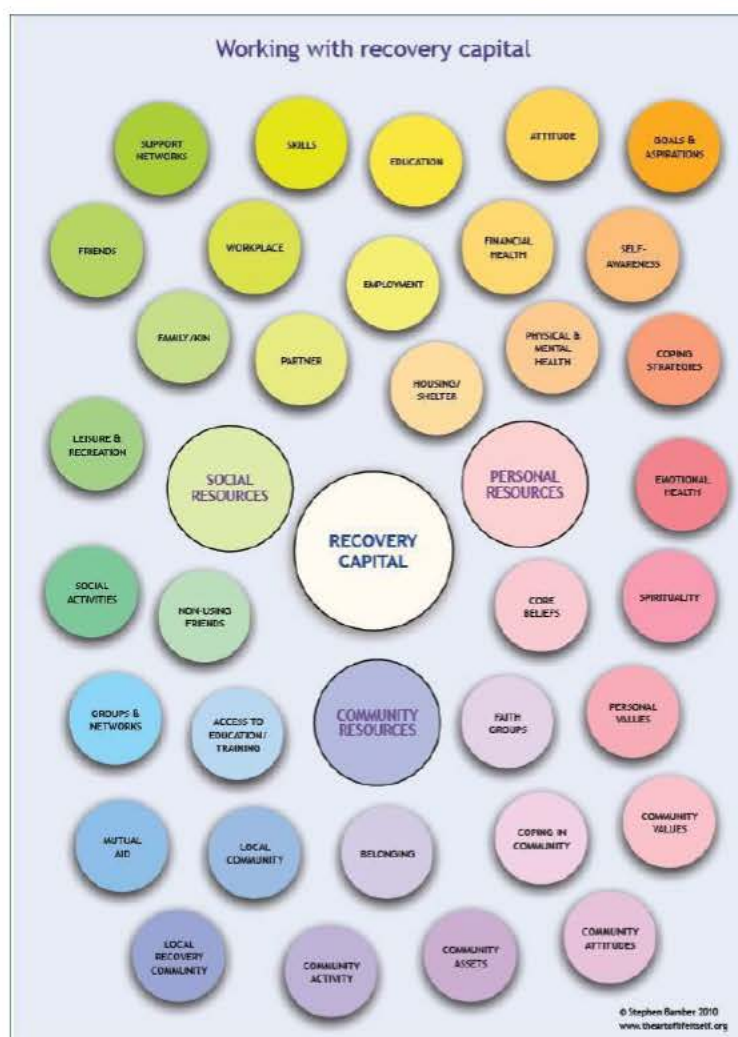 Working with recovery capital
SUPPORT
NETWORKS
SKILLS
EDUCATION
ATTITUDE
GOALS &
ASPIRATIONS
FRIENDS
WORKPLACE
EMPLOYMENT
FINANCIAL
HEALTH
SELF-
AWARENESS
FAMILY/KIN
PARTNER
HOUSING/
SHELTER
PHYSICAL &
MENTAL
HEALTH
COPING
STRATEGIES
LEISURE &
RECREATION
SOCIAL
RESOURCES
RECOVERY
CAPITAL
PERSONAL
RESOURCES
EMOTIONAL
HEALTH
SOCIAL
ACTIVITIES
NON-USING
FRIENDS
CORE
BELIEFS
SPIRITUALITY
GROUPS &
NETWORKS
ACCESS TO
EDUCATION/
TRAINING
COMMUNITY
RESOURCES
FAITH
GROUPS
PERSONAL
VALUES
MUTUAL
AID
LOCAL
COMMUNITY
BELONGING
COPING IN
COMMUNITY
COMMUNITY
VALUES
LOCAL
RECOVERY
COMMUNITY
COMMUNITY
ACTIVITY
COMMUNITY
ASSETS
COMMUNITY
ATTITUDES
© Stephen Bamber 2010
www.theartoflifeitself.org